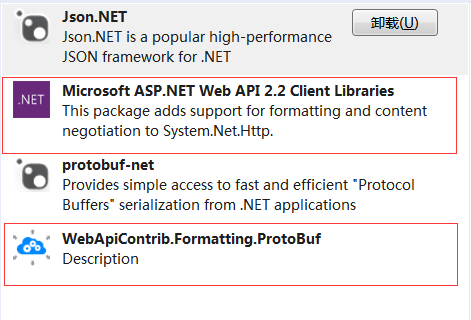 Json.NET
卸载(U)
Json.NET is a popular high-performance
JSON framework for .NET
.NET
Microsoft ASP.NET Web API 2.2 Client Libraries
This package adds support for formatting and content
negotiation to System.Net.Http.
protobuf-net
Provides simple access to fast and efficient "Protocol
Buffers" serialization from .NET applications
WebApiContrib.Formatting.ProtoBuf
Description